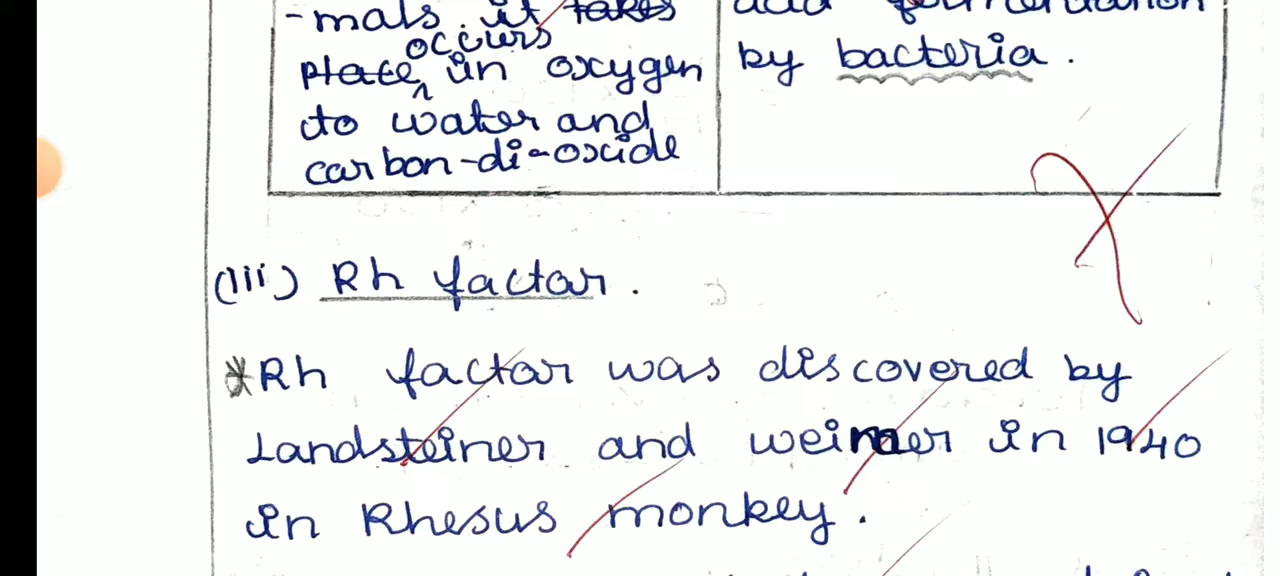 -mals. it takes
occurs
place in oxygen
to water and
carbon-di-oxide
by bacteria.
(iii) Rh factor.
*Rh factor was discovered by
Landsteiner and weiner in 1940
in Rhesus monkey.